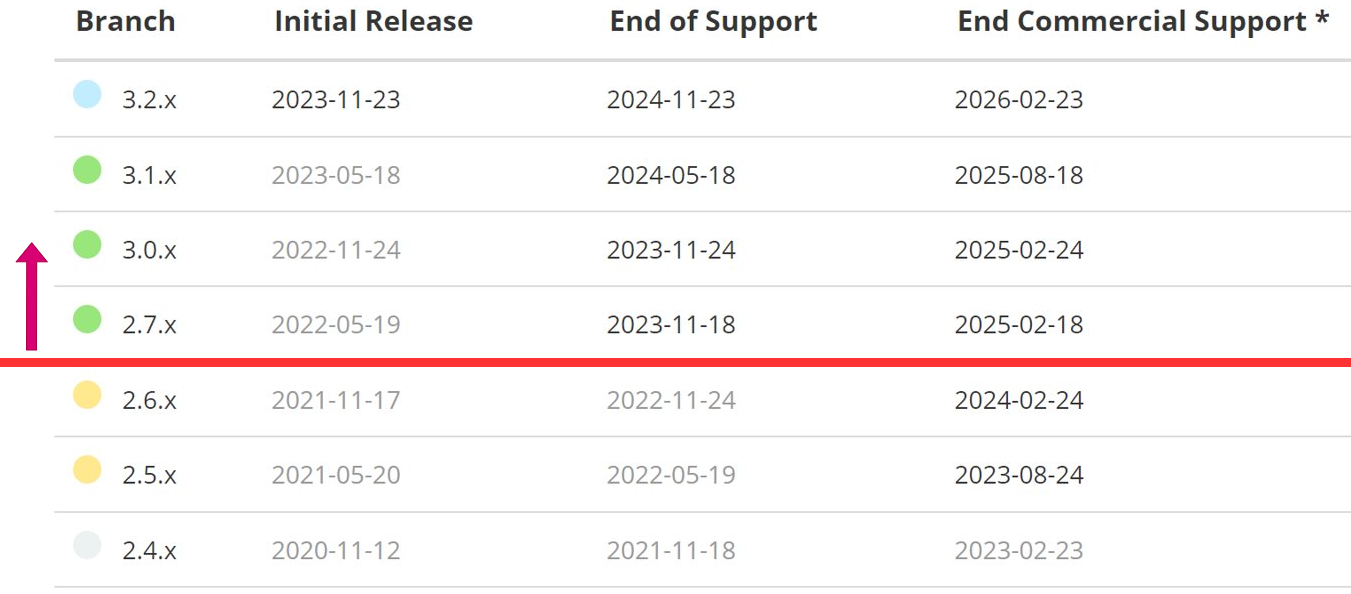 Branch Initial Release End of Support End Commercial Support *
3.2.x 2023-11-23 2024-11-23 2026-02-23
3.1.x 2023-05-18 2024-05-18 2025-08-18
3.0.x 2022-11-24 2023-11-24 2025-02-24
2.7.x 2022-05-19 2023-11-18 2025-02-18
2.6.x 2021-11-17 2022-11-24 2024-02-24
2.5.x 2021-05-20 2022-05-19 2023-08-24
2.4.x 2020-11-12 2021-11-18 2023-02-23